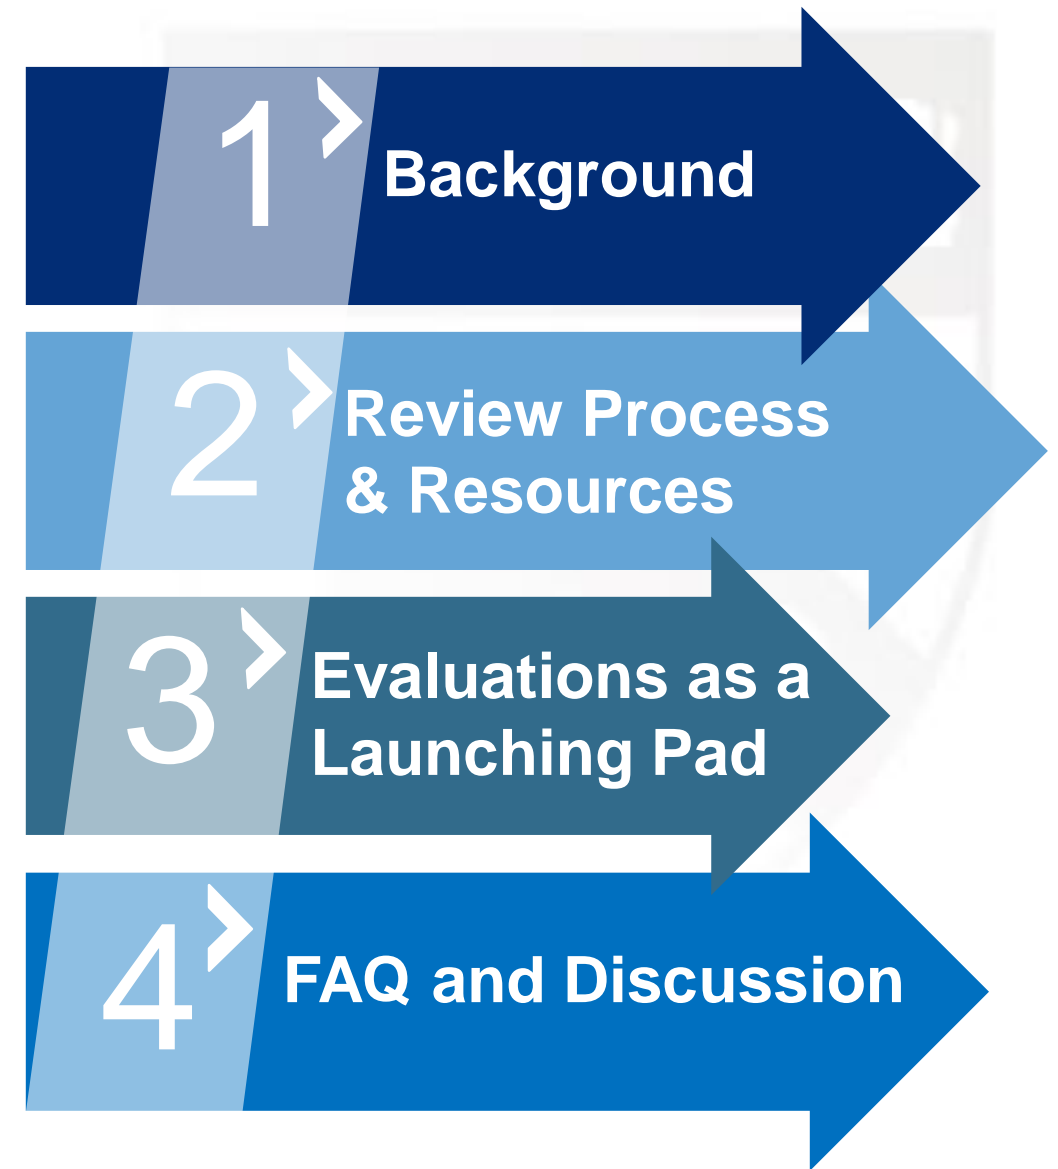 1
Background
2
Review Process
& Resources
3
Evaluations as a
Launching Pad
4
FAQ and Discussion